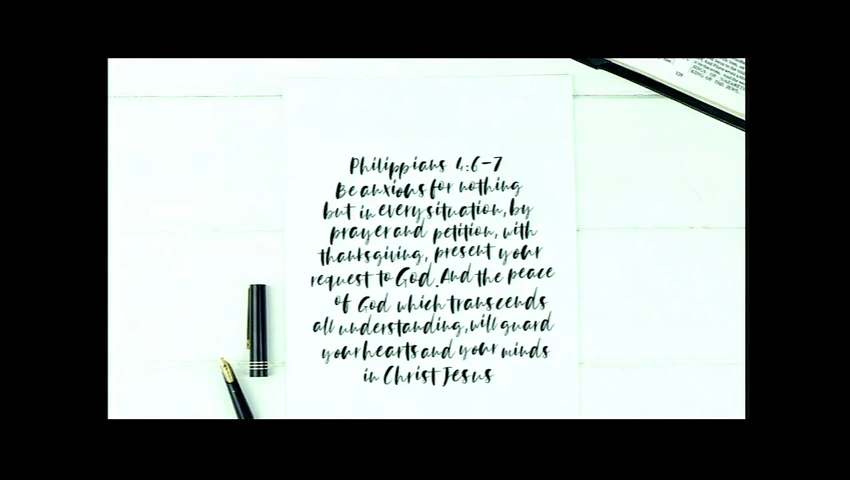 Philippians 4:6-7
Be anxious for nothing
but in every situation, by
prayer and petition, with
thanksgiving, present your
request to God. And the peace
of God which transcends
all understanding, will guard
your hearts and your minds
in Christ Jesus